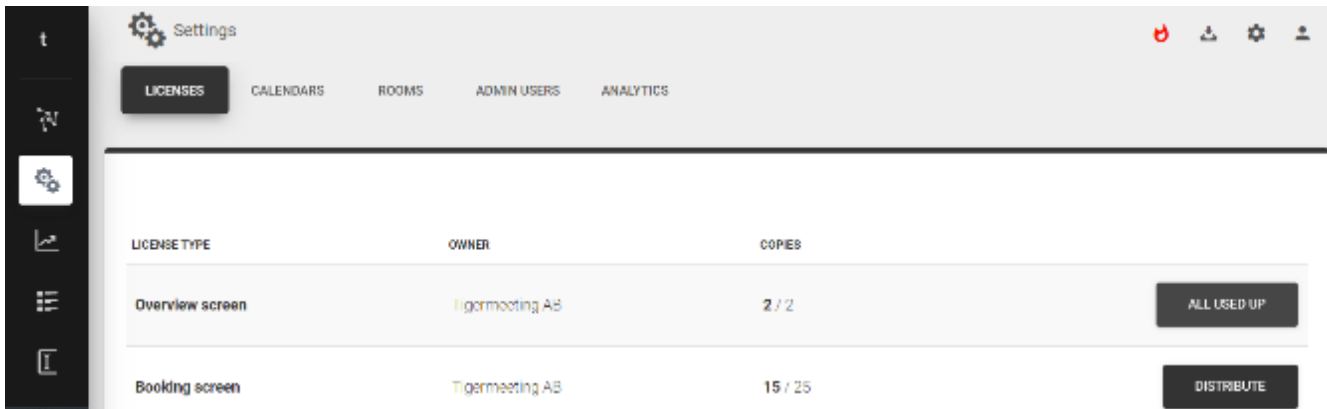 t
Settings
LICENSES CALENDARS ROOMS ADMIN USERS ANALYTICS
LICENSE TYPE OWNER COPIES
Overview screen Tigermeeting AB 2 / 2 ALL USED UP
Booking screen Tigermeeting AB 15 / 25 DISTRIBUTE